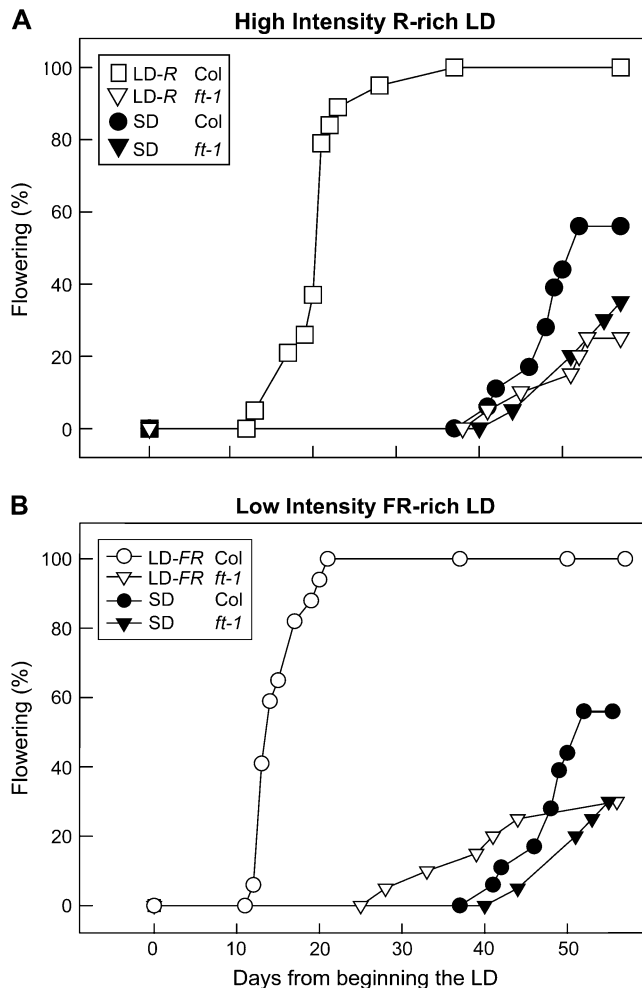 A
High Intensity R-rich LD
LD-R Col
LD-R ft-1
SD Col
SD ft-1
Flowering (%)
100
80
60
40
20
0
B
Low Intensity FR-rich LD
LD-FR Col
LD-FR ft-1
SD Col
SD ft-1
Flowering (%)
100
80
60
40
20
0
0 10 20 30 40 50
Days from beginning the LD